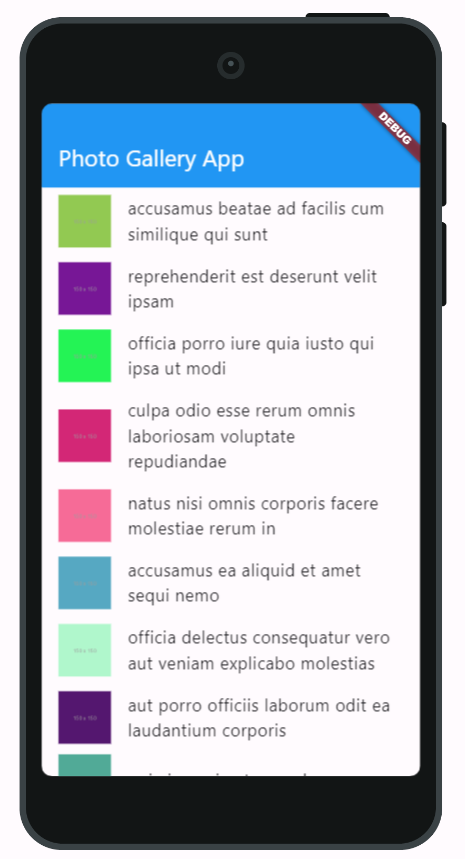 DEBUG
Photo Gallery App
accusamus beatae ad facilis cum
similique qui sunt
reprehenderit est deserunt velit
ipsam
officia porro iure quia iusto qui
ipsa ut modi
culpa odio esse rerum omnis
laboriosam voluptate
repudiandae
natus nisi omnis corporis facere
molestiae rerum in
accusamus ea aliquid et amet
sequi nemo
officia delectus consequatur vero
aut veniam explicabo molestias
aut porro officiis laborum odit ea
laudantium corporis